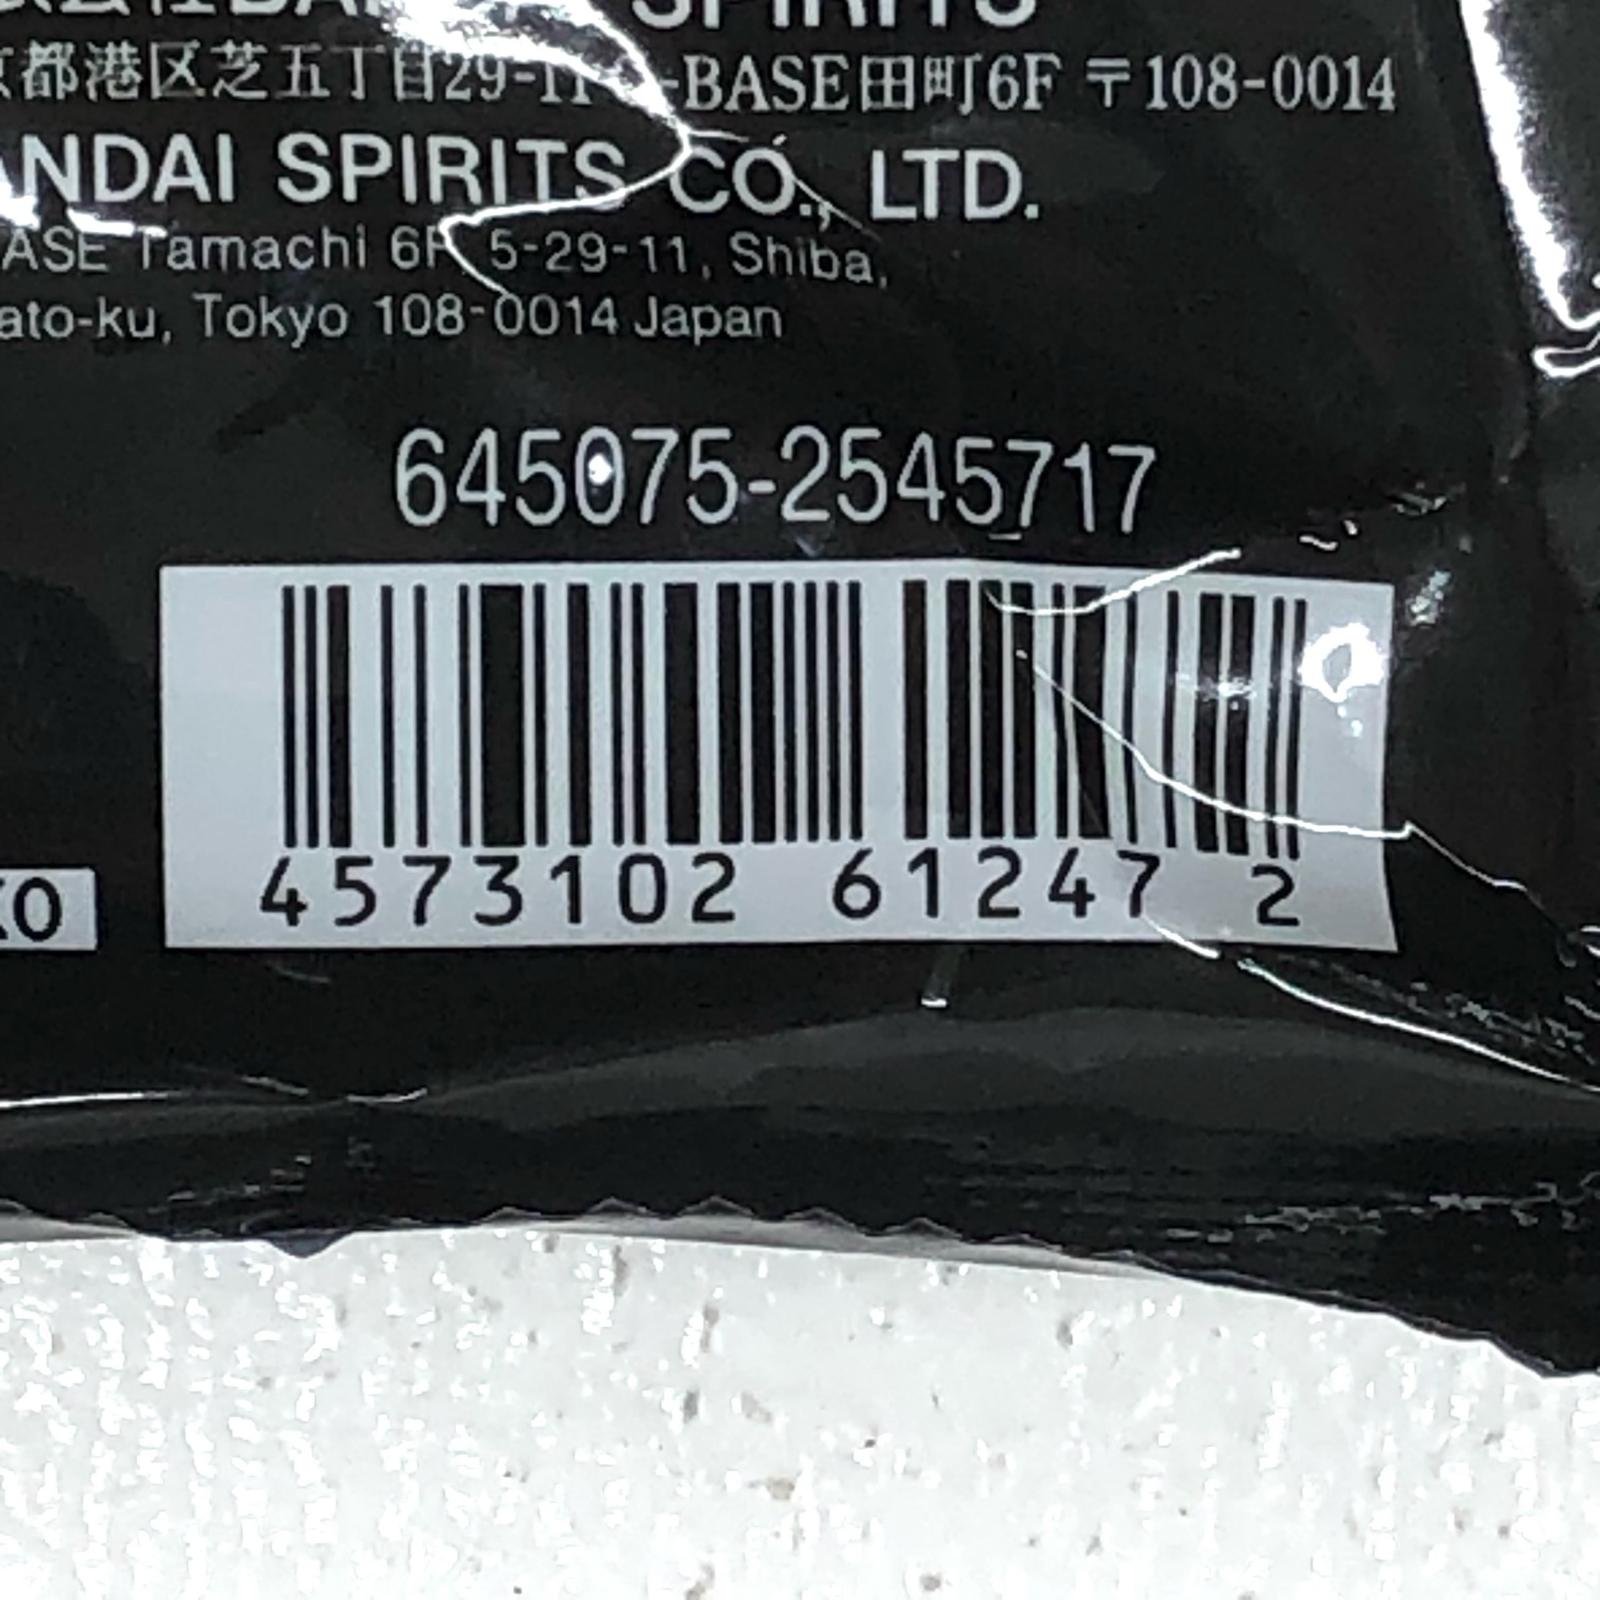 SPIRITS
都港区芝五丁目29-11 -BASE田町6F 〒108-0014
ANDAI SPIRITS CO., LTD.
ASE Tamachi 6F 5-29-11, Shiba,
ato-ku, Tokyo 108-0014 Japan
645075-2545717
4573102 61247 2